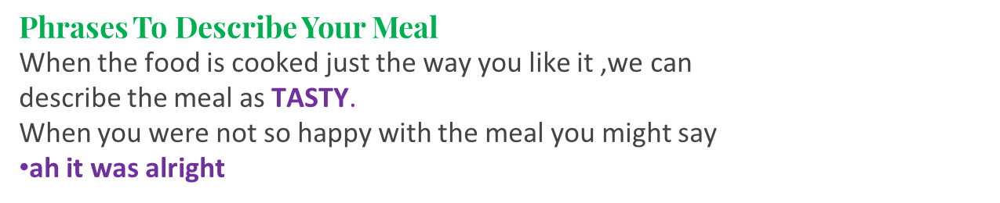 Phrases To Describe Your Meal
When the food is cooked just the way you like it ,we can
describe the meal as TASTY.
When you were not so happy with the meal you might say
•ah it was alright